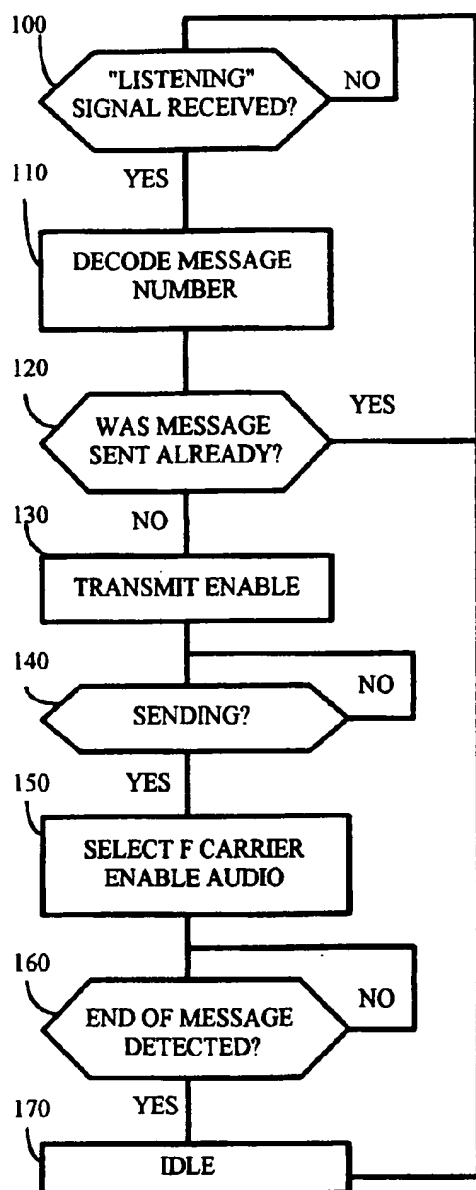 100
"LISTENING"
SIGNAL RECEIVED?
NO
YES
110
DECODE MESSAGE
NUMBER
120
WAS MESSAGE
SENT ALREADY?
YES
NO
130
TRANSMIT ENABLE
140
SENDING?
NO
YES
150
SELECT F CARRIER
ENABLE AUDIO
160
END OF MESSAGE
DETECTED?
NO
YES
170
IDLE